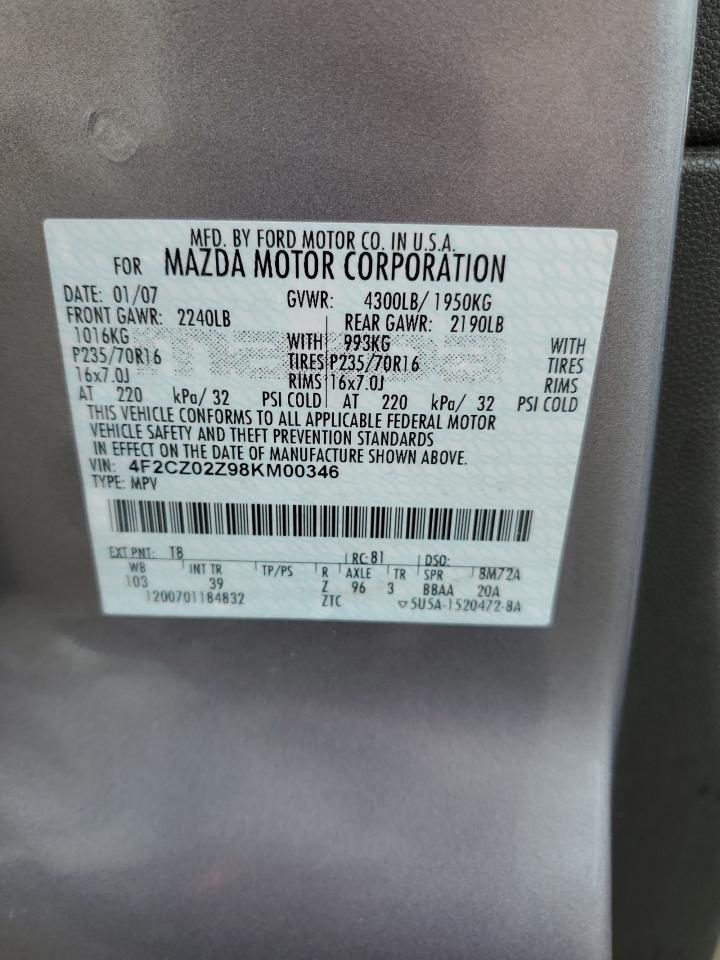 MFD. BY FORD MOTOR CO. IN U.S.A.
FOR MAZDA MOTOR CORPORATION
DATE: 01/07 GVWR: 4300LB/ 1950KG
FRONT GAWR: 2240LB REAR GAWR: 2190LB
1016KG WITH 993KG WITH
P235/70R16 TIRES P235/70R16 TIRES
16x7.0J RIMS 16x7.0J RIMS
AT 220 kPa/ 32 PSI COLD AT 220 kPa/ 32 PSI COLD
THIS VEHICLE CONFORMS TO ALL APPLICABLE FEDERAL MOTOR
VEHICLE SAFETY AND THEFT PREVENTION STANDARDS
IN EFFECT ON THE DATE OF MANUFACTURE SHOWN ABOVE.
VIN: 4F2CZ02Z98KM00346
TYPE: MPV
EXT PNT: T8 RC: 81 DSO:
WB INT TR TP/PS R AXLE TR SPR 8M72A
103 39 Z 96 3 BBAA 20A
1200701184832 ZTC ▽5U5A-1520472-BA